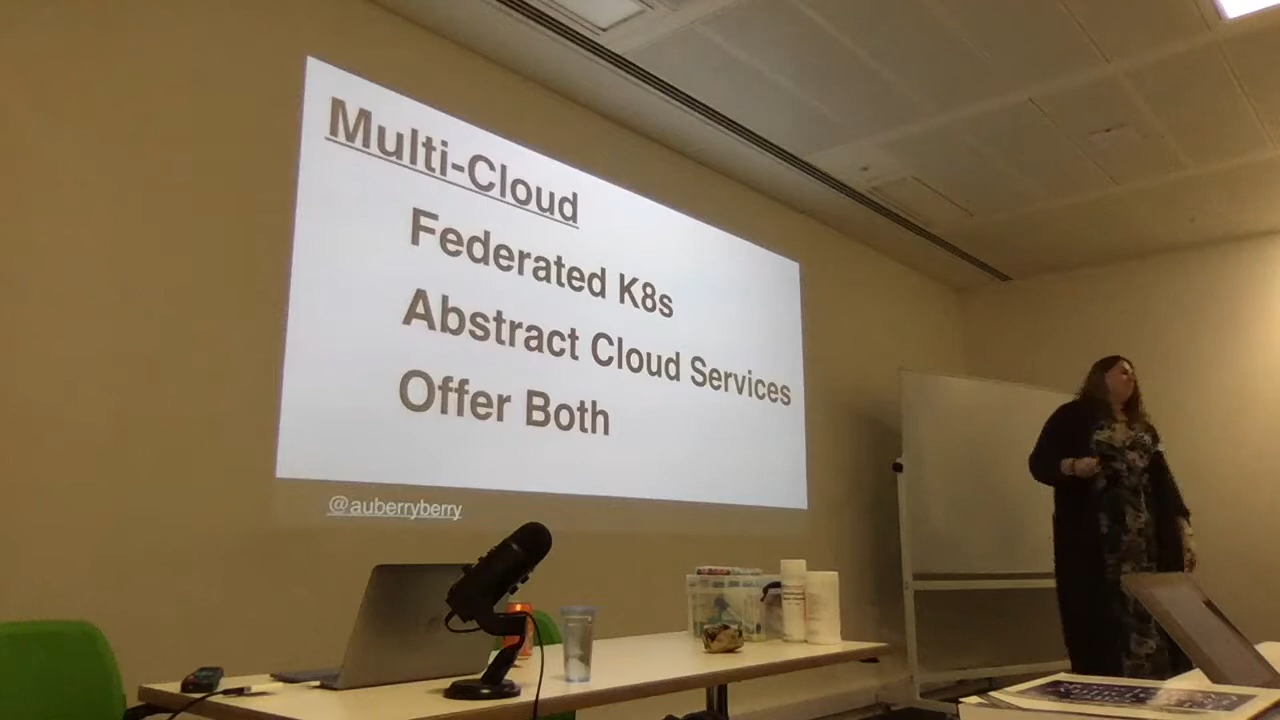 Multi-Cloud
Federated K8s
Abstract Cloud Services
Offer Both
@auberryberry